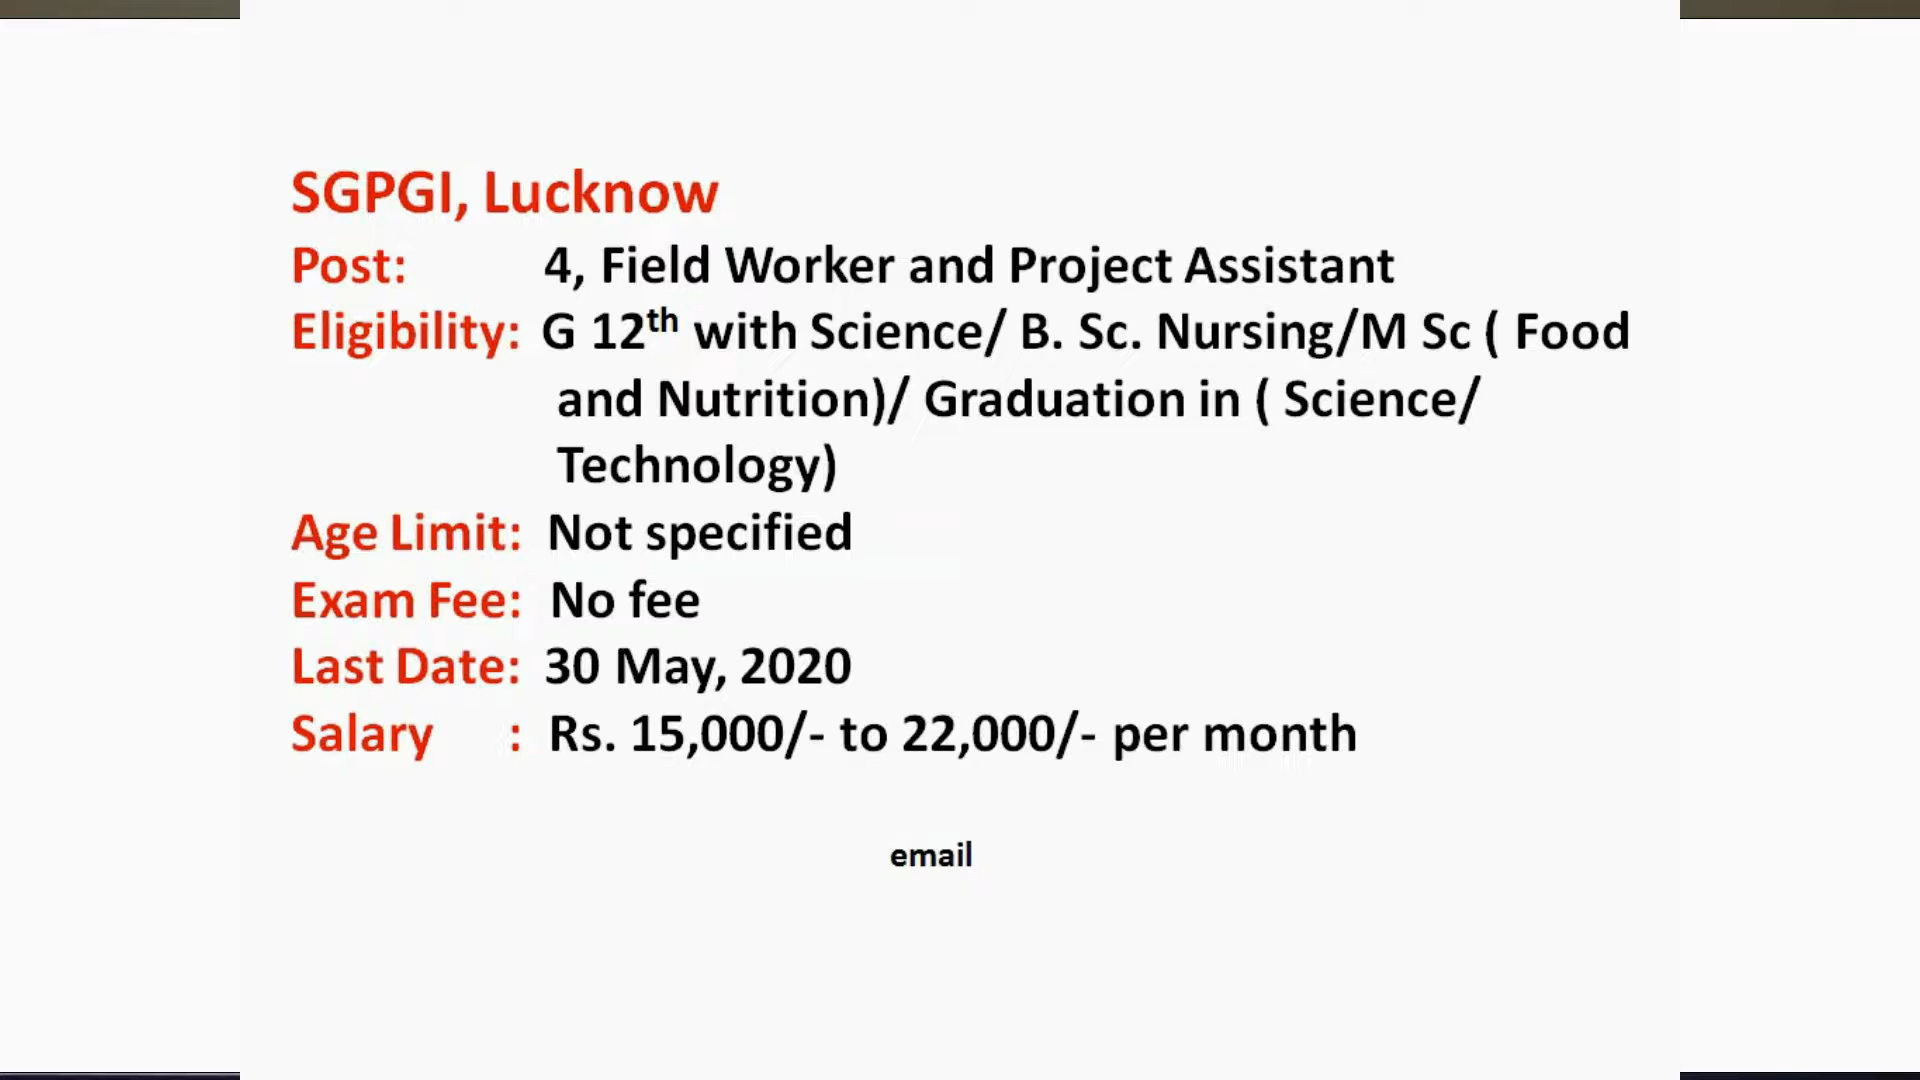 SGPGI, Lucknow
Post: 4, Field Worker and Project Assistant
Eligibility: G 12th with Science/ B. Sc. Nursing/M Sc ( Food
and Nutrition)/ Graduation in ( Science/
Technology)
Age Limit: Not specified
Exam Fee: No fee
Last Date: 30 May, 2020
Salary : Rs. 15,000/- to 22,000/- per month
email